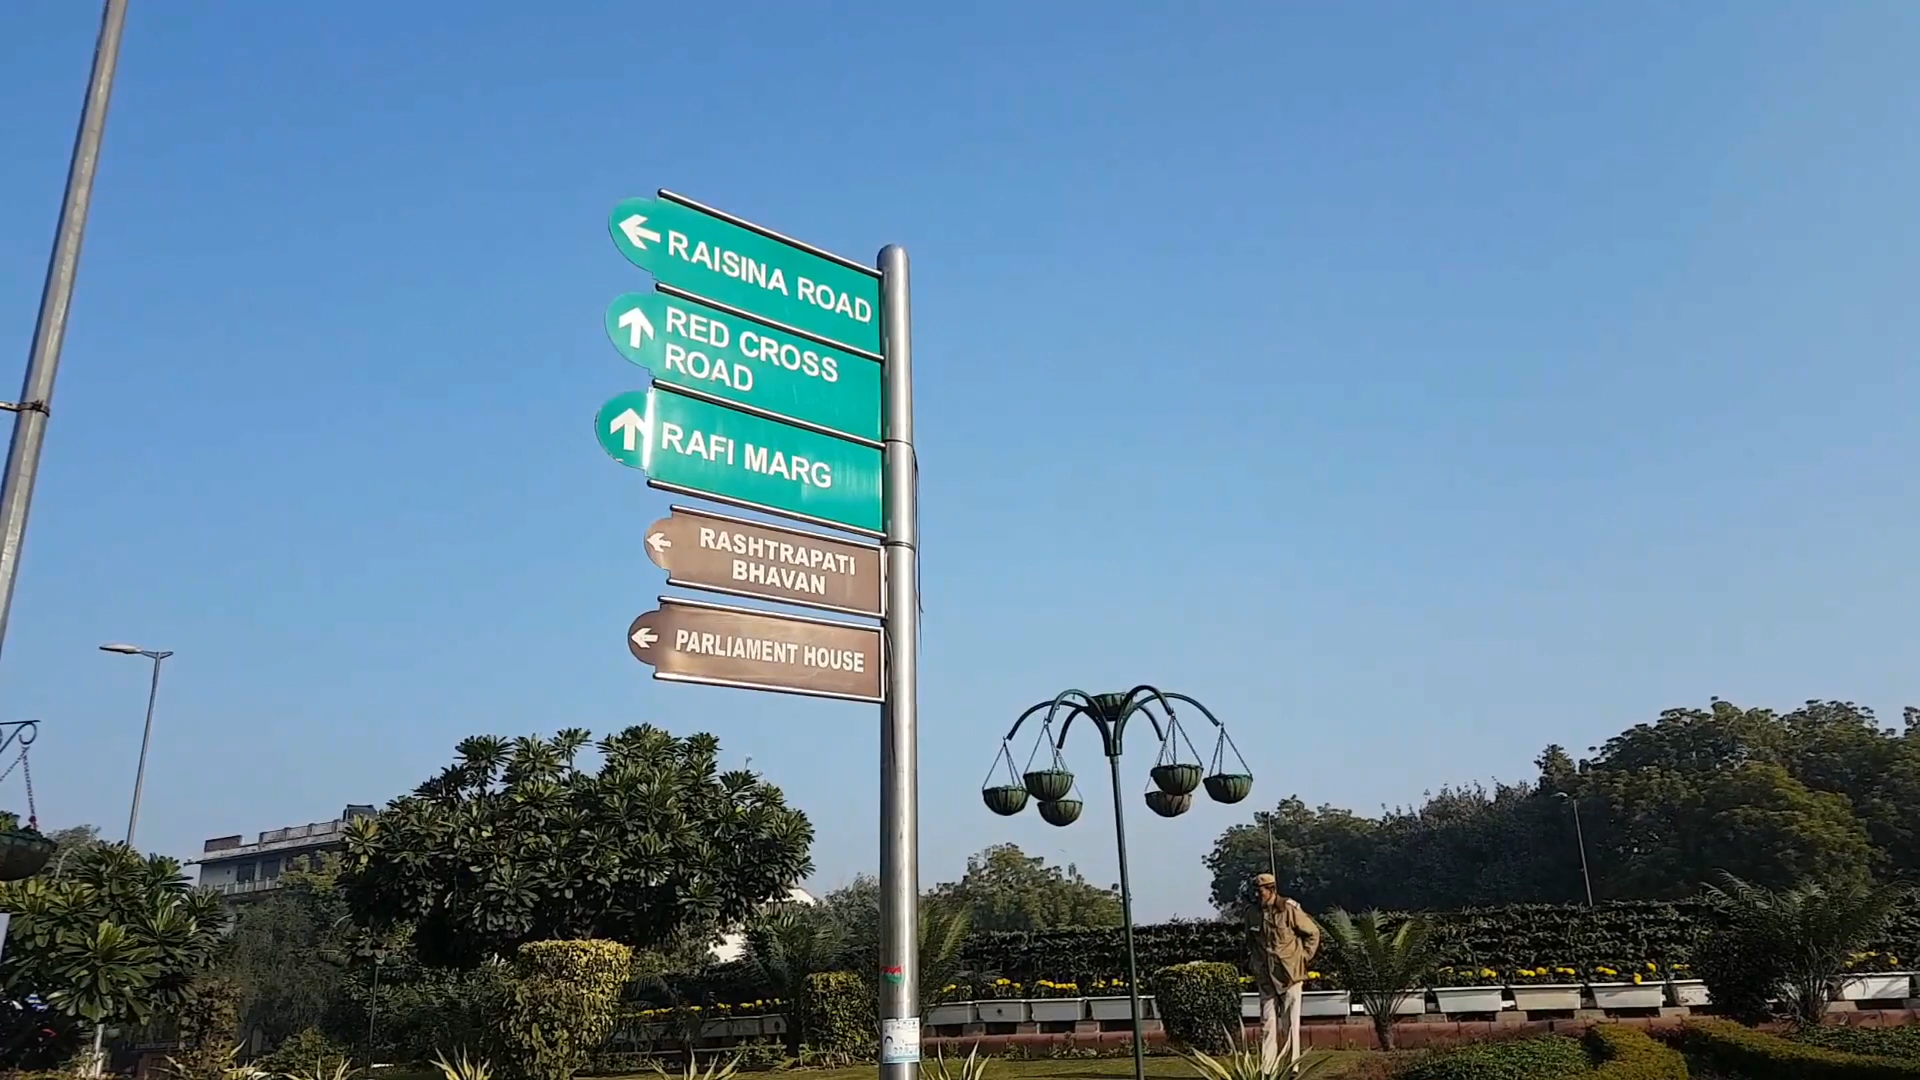 RAISINA ROAD
RED CROSS
ROAD
RAFI MARG
RASHTRAPATI
BHAVAN
PARLIAMENT HOUSE